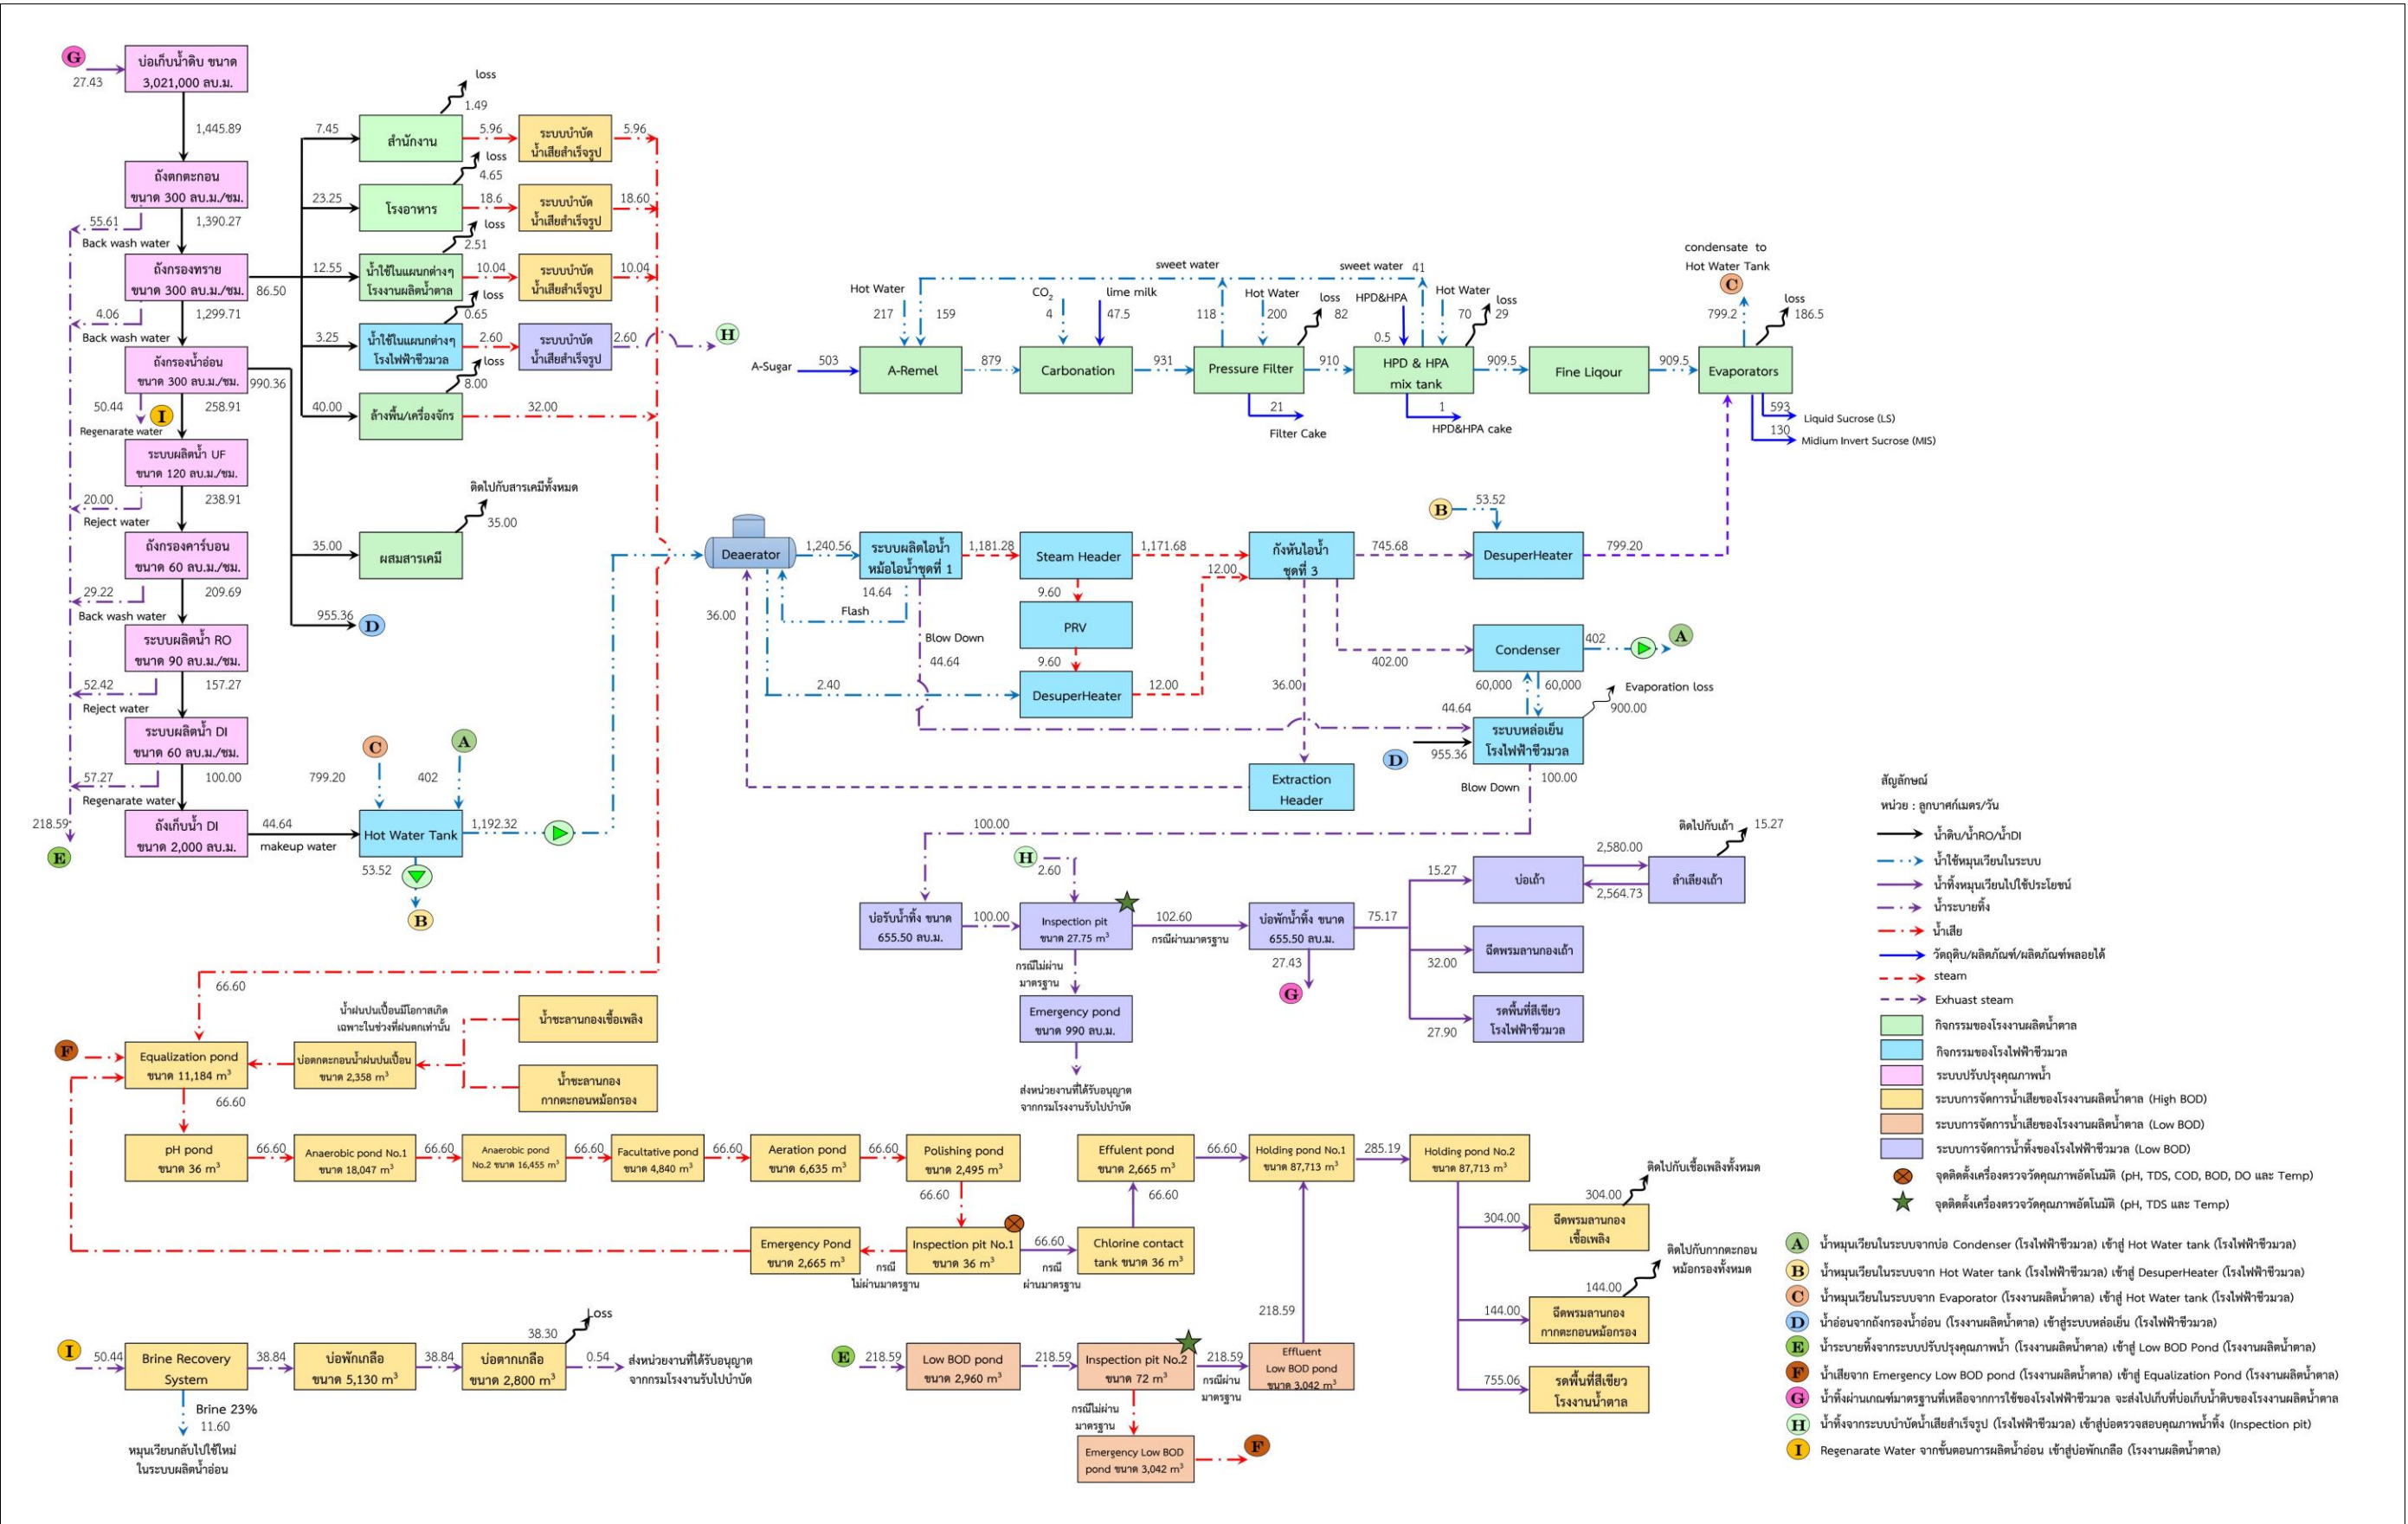 G
27.43
บ่อเก็บน้ำดิบ ขนาด
3,021,000 ลบ.ม.
1,445.89
ถังตกตะกอน
ขนาด 300 ลบ.ม./ชม.
55.61
Back wash water
1,390.27
ถังกรองทราย
ขนาด 300 ลบ.ม./ชม.
86.50
4.06
Back wash water
1,299.71
ถังกรองน้ำอ่อน
ขนาด 300 ลบ.ม./ชม.
990.36
50.44
I
258.91
Regenarate water
ระบบผลิตน้ำ UF
ขนาด 120 ลบ.ม./ชม.
20.00
Reject water
238.91
ถังกรองคาร์บอน
ขนาด 60 ลบ.ม./ชม.
29.22
Back wash water
209.69
ระบบผลิตน้ำ RO
ขนาด 90 ลบ.ม./ชม.
52.42
Reject water
157.27
ระบบผลิตน้ำ DI
ขนาด 60 ลบ.ม./ชม.
57.27
Regenarate water
100.00
218.59
E
ถังเก็บน้ำ DI
ขนาด 2,000 ลบ.ม.
44.64
makeup water
7.45
สำนักงาน
loss
1.49
5.96
ระบบบำบัด
น้ำเสียสำเร็จรูป
5.96
23.25
โรงอาหาร
loss
4.65
18.6
ระบบบำบัด
น้ำเสียสำเร็จรูป
18.60
12.55
น้ำใช้ในแผนกต่างๆ
โรงงานผลิตน้ำตาล
loss
2.51
10.04
ระบบบำบัด
น้ำเสียสำเร็จรูป
10.04
3.25
น้ำใช้ในแผนกต่างๆ
โรงไฟฟ้าชีวมวล
loss
0.65
2.60
ระบบบำบัด
น้ำเสียสำเร็จรูป
2.60
H
40.00
ล้างพื้น/เครื่องจักร
loss
8.00
32.00
35.00
ผสมสารเคมี
ติดไปกับสารเคมีทั้งหมด
35.00
955.36
D
C
A
799.20
402
Hot Water Tank
1,192.32
53.52
B
A-Sugar
503
Hot Water
217
159
A-Remel
879
CO2
4
lime milk
47.5
Carbonation
931
sweet water
118
Hot Water
200
loss
82
Pressure Filter
21
Filter Cake
910
sweet water
41
HPD&HPA
0.5
Hot Water
70
loss
29
HPD & HPA
mix tank
1
HPD&HPA cake
909.5
Fine Liqour
909.5
condensate to
Hot Water Tank
C
799.2
loss
186.5
Evaporators
593
Liquid Sucrose (LS)
130
Midium Invert Sucrose (MIS)
Deaerator
1,240.56
ระบบผลิตไอน้ำ
หม้อไอน้ำชุดที่ 1
1,181.28
Steam Header
1,171.68
กังหันไอน้ำ
ชุดที่ 3
745.68
B
53.52
DesuperHeater
799.20
14.64
Flash
36.00
Blow Down
44.64
9.60
PRV
9.60
12.00
2.40
DesuperHeater
12.00
36.00
402.00
Condenser
402
A
60,000
60,000
Evaporation loss
900.00
44.64
ระบบหล่อเย็น
โรงไฟฟ้าชีวมวล
D
955.36
Extraction
Header
Blow Down
100.00
100.00
H
2.60
บ่อรับน้ำทิ้ง ขนาด
655.50 ลบ.ม.
100.00
Inspection pit
ขนาด 27.75 m3
102.60
กรณีผ่านมาตรฐาน
บ่อพักน้ำทิ้ง ขนาด
655.50 ลบ.ม.
75.17
27.43
G
กรณีไม่ผ่าน
มาตรฐาน
Emergency pond
ขนาด 990 ลบ.ม.
ส่งหน่วยงานที่ได้รับอนุญาต
จากกรมโรงงานรับไปบำบัด
15.27
บ่อเถ้า
2,580.00
2,564.73
ลำเลียงเถ้า
ติดไปกับเถ้า
15.27
32.00
ฉีดพรมลานกองเถ้า
27.90
รดพื้นที่สีเขียว
โรงไฟฟ้าชีวมวล
66.60
F
Equalization pond
ขนาด 11,184 m3
บ่อตกตะกอนน้ำฝนปนเปื้อน
ขนาด 2,358 m3
น้ำฝนปนเปื้อนมีโอกาสเกิด
เฉพาะในช่วงที่ฝนตกเท่านั้น
น้ำชะลานกองเชื้อเพลิง
น้ำชะลานกอง
กากตะกอนหม้อกรอง
66.60
pH pond
ขนาด 36 m3
66.60
Anaerobic pond No.1
ขนาด 18,047 m3
66.60
Anaerobic pond
No.2 ขนาด 16,455 m3
66.60
Facultative pond
ขนาด 4,840 m3
66.60
Aeration pond
ขนาด 6,635 m3
66.60
Polishing pond
ขนาด 2,495 m3
66.60
Inspection pit No.1
ขนาด 36 m3
กรณี
ไม่ผ่านมาตรฐาน
Emergency Pond
ขนาด 2,665 m3
66.60
กรณี
ผ่านมาตรฐาน
Chlorine contact
tank ขนาด 36 m3
66.60
Effulent pond
ขนาด 2,665 m3
66.60
Holding pond No.1
ขนาด 87,713 m3
285.19
Holding pond No.2
ขนาด 87,713 m3
304.00
ฉีดพรมลานกอง
เชื้อเพลิง
304.00
ติดไปกับเชื้อเพลิงทั้งหมด
144.00
ฉีดพรมลานกอง
กากตะกอนหม้อกรอง
144.00
ติดไปกับกากตะกอน
หม้อกรองทั้งหมด
755.06
รดพื้นที่สีเขียว
โรงงานน้ำตาล
I
50.44
Brine Recovery
System
Brine 23%
11.60
หมุนเวียนกลับไปใช้ใหม่
ในระบบผลิตน้ำอ่อน
38.84
บ่อพักเกลือ
ขนาด 5,130 m3
38.84
บ่อตากเกลือ
ขนาด 2,800 m3
38.30
Loss
0.54
ส่งหน่วยงานที่ได้รับอนุญาต
จากกรมโรงงานรับไปบำบัด
E
218.59
Low BOD pond
ขนาด 2,960 m3
218.59
Inspection pit No.2
ขนาด 72 m3
218.59
กรณีผ่าน
มาตรฐาน
Effluent
Low BOD pond
ขนาด 3,042 m3
218.59
กรณีไม่ผ่าน
มาตรฐาน
Emergency Low BOD
pond ขนาด 3,042 m3
F
สัญลักษณ์
หน่วย : ลูกบาศก์เมตร/วัน
น้ำดิบ/น้ำRO/น้ำDI
น้ำใช้หมุนเวียนในระบบ
น้ำทิ้งหมุนเวียนไปใช้ประโยชน์
น้ำระบายทิ้ง
น้ำเสีย
วัตถุดิบ/ผลิตภัณฑ์/ผลิตภัณฑ์พลอยได้
steam
Exhuast steam
กิจกรรมของโรงงานผลิตน้ำตาล
กิจกรรมของโรงไฟฟ้าชีวมวล
ระบบปรับปรุงคุณภาพน้ำ
ระบบการจัดการน้ำเสียของโรงงานผลิตน้ำตาล (High BOD)
ระบบการจัดการน้ำเสียของโรงงานผลิตน้ำตาล (Low BOD)
ระบบการจัดการน้ำทิ้งของโรงไฟฟ้าชีวมวล (Low BOD)
จุดติดตั้งเครื่องตรวจวัดคุณภาพอัตโนมัติ (pH, TDS, COD, BOD, DO และ Temp)
จุดติดตั้งเครื่องตรวจวัดคุณภาพอัตโนมัติ (pH, TDS และ Temp)
A น้ำหมุนเวียนในระบบจากบ่อ Condenser (โรงไฟฟ้าชีวมวล) เข้าสู่ Hot Water tank (โรงไฟฟ้าชีวมวล)
B น้ำหมุนเวียนในระบบจาก Hot Water tank (โรงไฟฟ้าชีวมวล) เข้าสู่ DesuperHeater (โรงไฟฟ้าชีวมวล)
C น้ำหมุนเวียนในระบบจาก Evaporator (โรงงานผลิตน้ำตาล) เข้าสู่ Hot Water tank (โรงไฟฟ้าชีวมวล)
D น้ำอ่อนจากถังกรองน้ำอ่อน (โรงงานผลิตน้ำตาล) เข้าสู่ระบบหล่อเย็น (โรงไฟฟ้าชีวมวล)
E น้ำระบายทิ้งจากระบบปรับปรุงคุณภาพน้ำ (โรงงานผลิตน้ำตาล) เข้าสู่ Low BOD Pond (โรงงานผลิตน้ำตาล)
F น้ำเสียจาก Emergency Low BOD pond (โรงงานผลิตน้ำตาล) เข้าสู่ Equalization Pond (โรงงานผลิตน้ำตาล)
G น้ำทิ้งผ่านเกณฑ์มาตรฐานที่เหลือจากการใช้ของโรงไฟฟ้าชีวมวล จะส่งไปเก็บที่บ่อเก็บน้ำดิบของโรงงานผลิตน้ำตาล
H น้ำทิ้งจากระบบบำบัดน้ำเสียสำเร็จรูป (โรงไฟฟ้าชีวมวล) เข้าสู่บ่อตรวจสอบคุณภาพน้ำทิ้ง (Inspection pit)
I Regenarate Water จากขั้นตอนการผลิตน้ำอ่อน เข้าสู่บ่อพักเกลือ (โรงงานผลิตน้ำตาล)